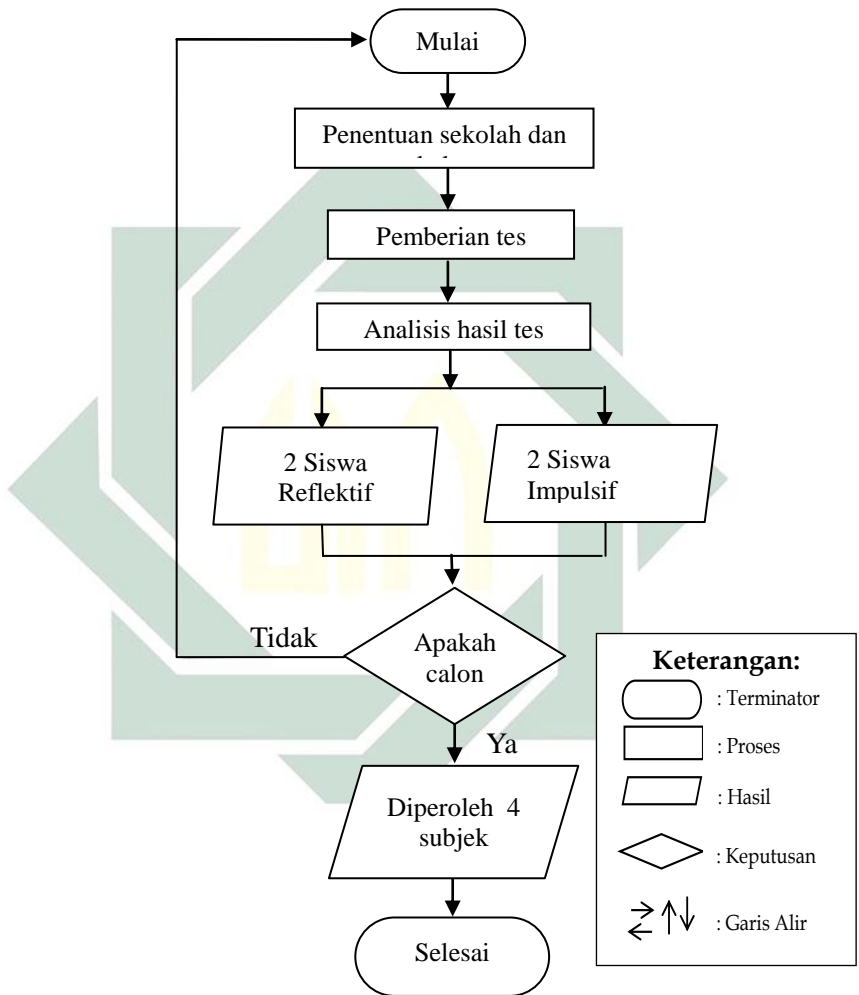 Mulai
Penentuan sekolah dan
Pemberian tes
Analisis hasil tes
2 Siswa
Reflektif
2 Siswa
Impulsif
Tidak
Apakah
calon
Ya
Diperoleh 4
subjek
Selesai
Keterangan:
: Terminator
: Proses
: Hasil
: Keputusan
: Garis Alir